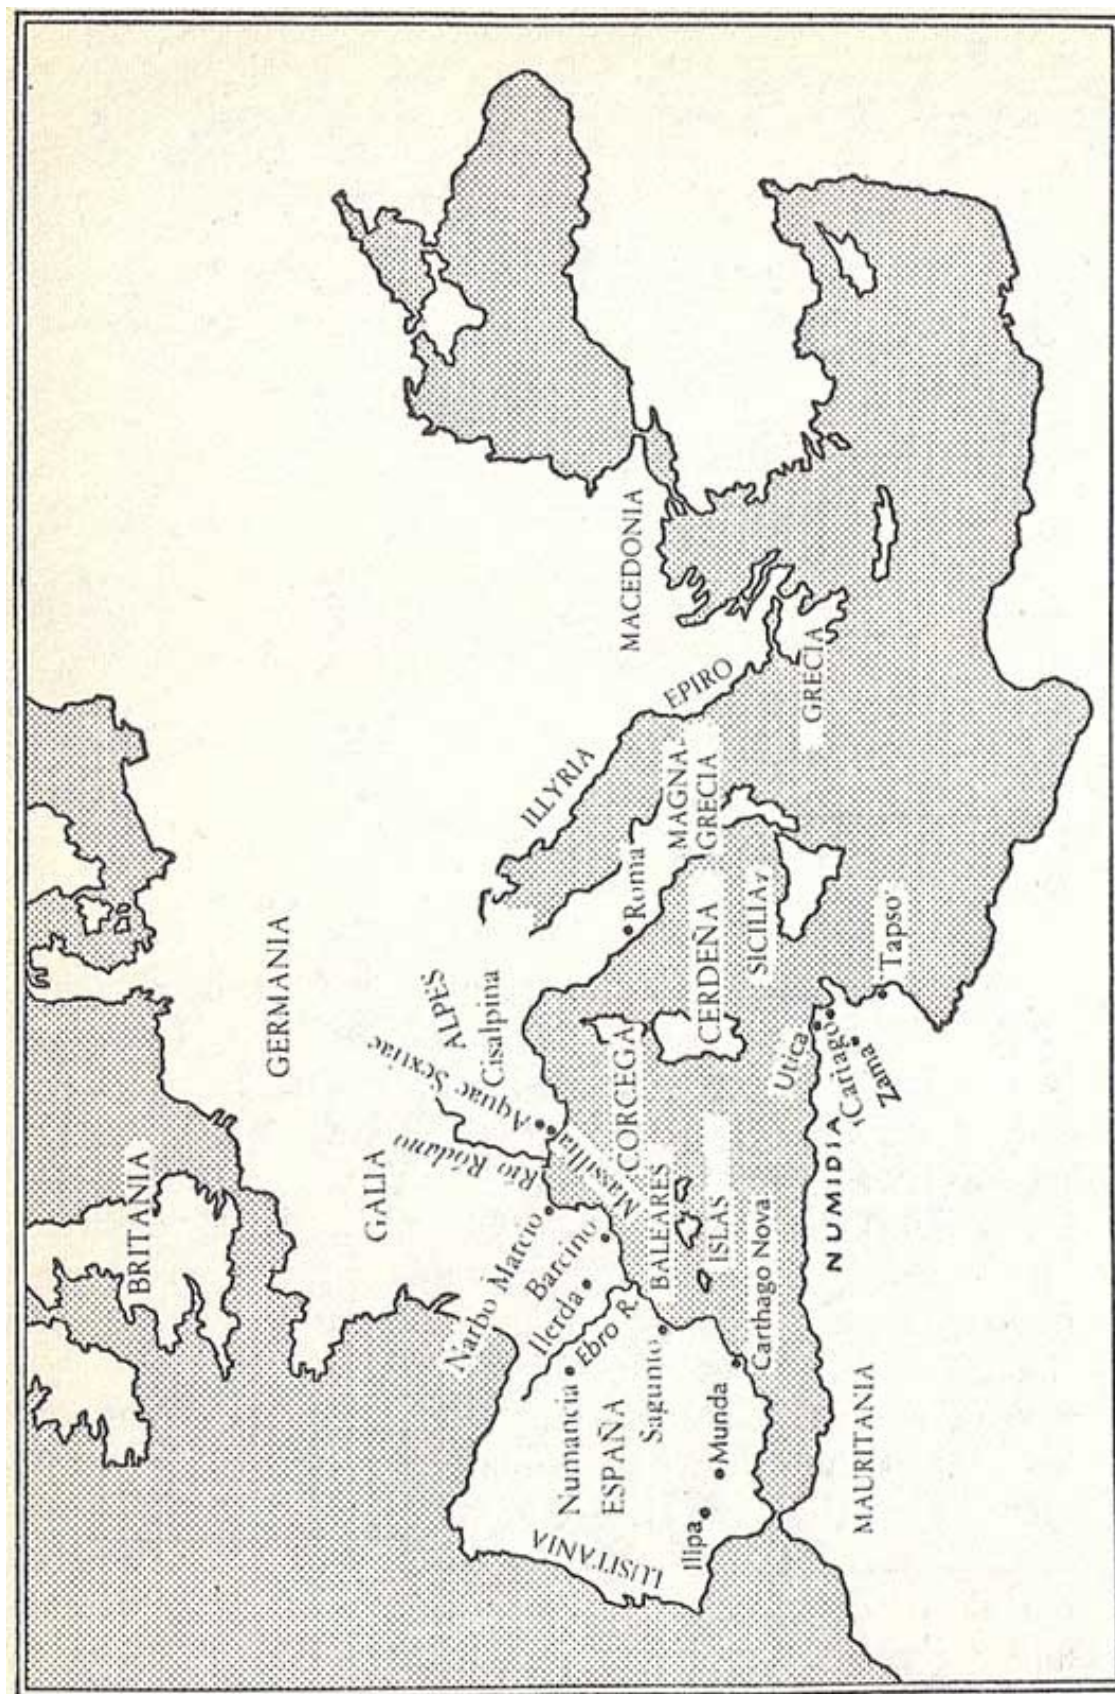 BRITANIA
GERMANIA
GALIA
ALPES
Cisalpina
Aquae Sextiae
Río Ródano
Massilia
Narbo Marcio
Barcino
Ilerda
Ebro R.
Numancia
ESPAÑA
Sagunto
LUSITANIA
Munda
Ilipa
Carthago Nova
ISLAS
BALEARES
CORCEGA
CERDEÑA
SICILIA
Roma
MAGNA
GRECIA
ILLYRIA
EPIRO
MACEDONIA
GRECIA
Utica
Cartago
Zama
Tapso
NUMIDIA
MAURITANIA